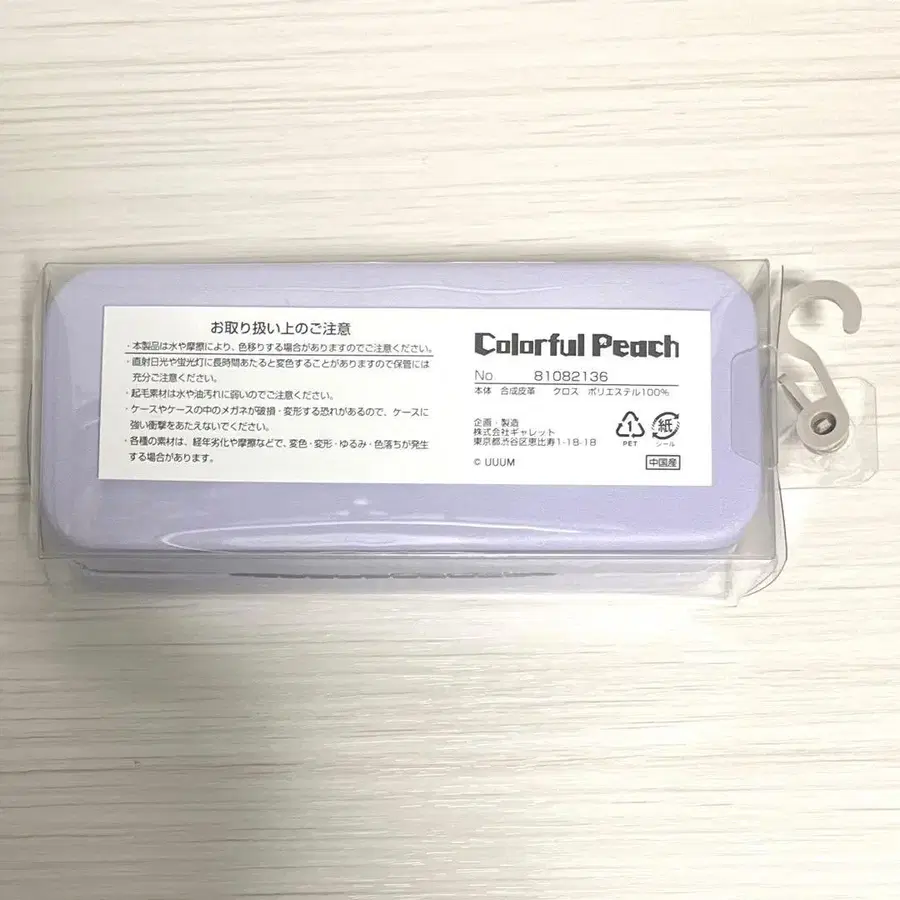 お取り扱い上のご注意
・本製品は水や摩擦により、色移りする場合がありますのでご注意ください。
・直射日光や蛍光灯に長時間あたると変色することがありますので保管には
充分ご注意ください。
・起毛素材は水や油汚れに弱いのでご注意ください。
・ケースやケースの中のメガネが破損・変形する恐れがあるので、ケースに
強い衝撃をあたえないでください。
・各種の素材は、経年劣化や摩擦などで、変色・変形・ゆるみ・色落ちが発生
する場合があります。
Colorful Peach
No. 81082136
本体 合成皮革 クロス ポリエステル100%
企画・製造
株式会社ギャレット
東京都渋谷区恵比寿1-18-18
© UUUM
1
PET
紙
シール
中国産